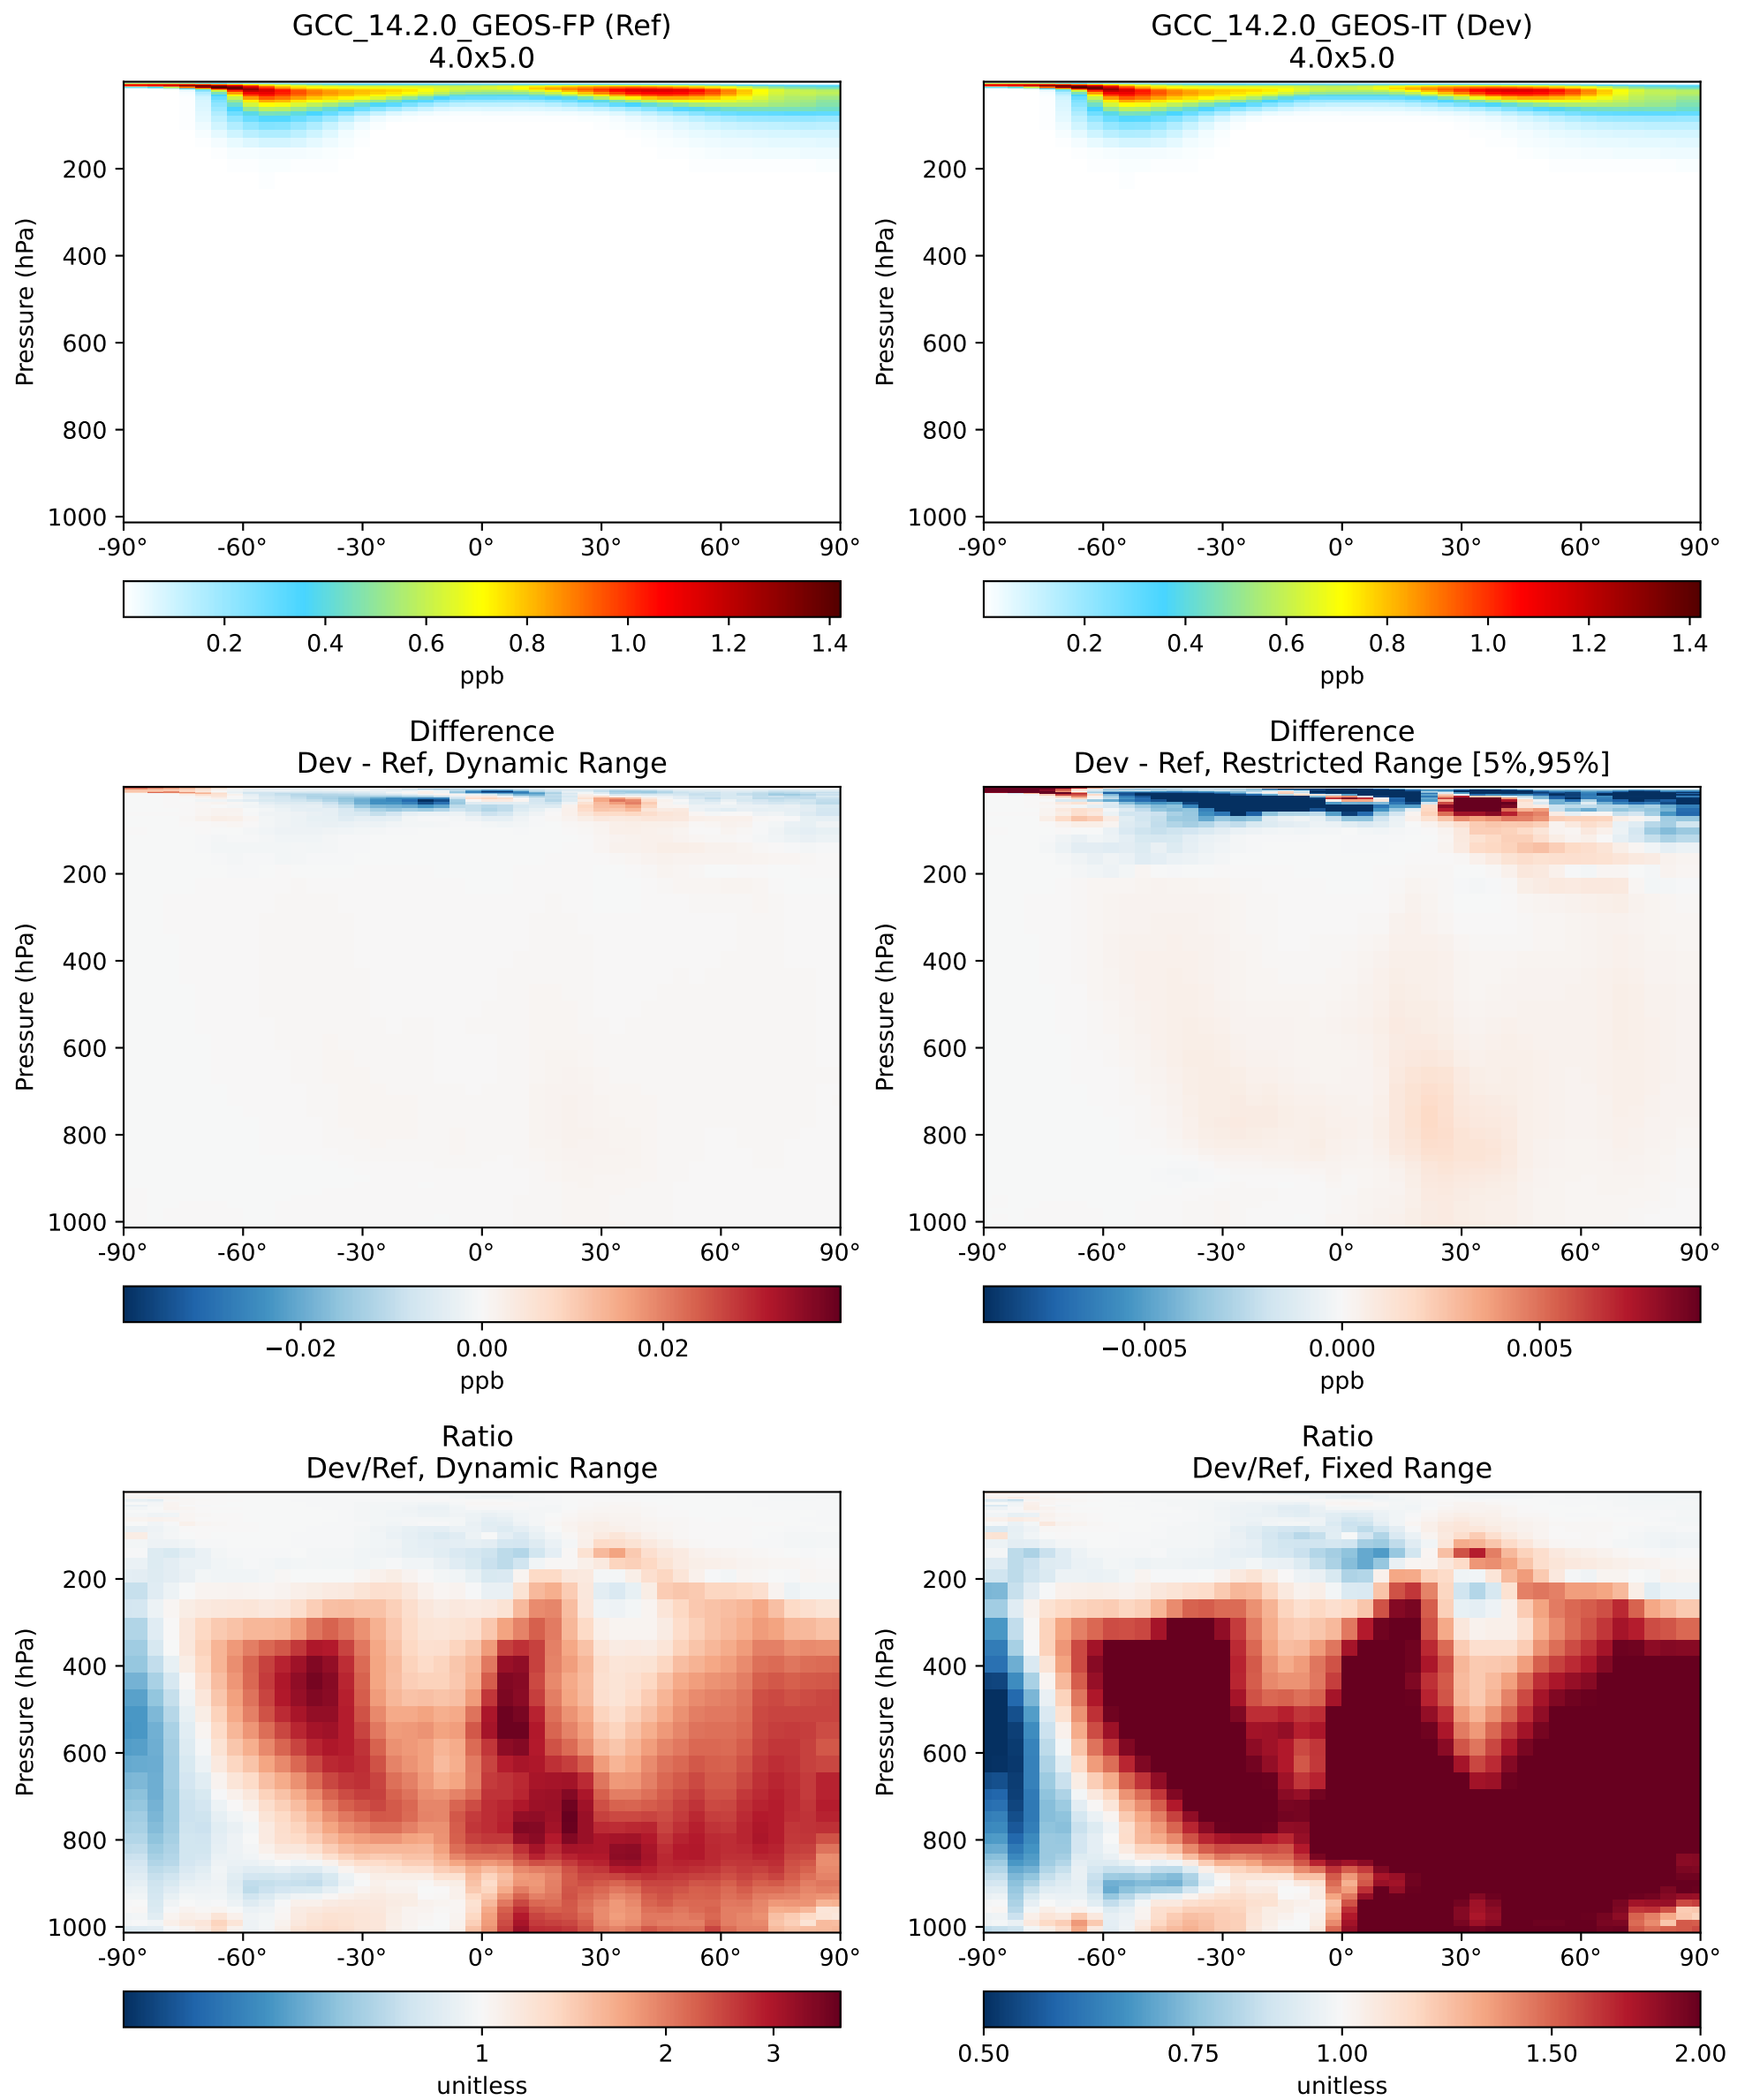 GCC_14.2.0_GEOS-FP (Ref)
4.0x5.0
Pressure (hPa)
200
400
600
800
1000
-90° -60° -30° 0° 30° 60° 90°
0.2 0.4 0.6 0.8 1.0 1.2 1.4
ppb
GCC_14.2.0_GEOS-IT (Dev)
4.0x5.0
Pressure (hPa)
200
400
600
800
1000
-90° -60° -30° 0° 30° 60° 90°
0.2 0.4 0.6 0.8 1.0 1.2 1.4
ppb
Difference
Dev - Ref, Dynamic Range
Pressure (hPa)
200
400
600
800
1000
-90° -60° -30° 0° 30° 60° 90°
−0.02 0.00 0.02
ppb
Difference
Dev - Ref, Restricted Range [5%,95%]
Pressure (hPa)
200
400
600
800
1000
-90° -60° -30° 0° 30° 60° 90°
−0.005 0.000 0.005
ppb
Ratio
Dev/Ref, Dynamic Range
Pressure (hPa)
200
400
600
800
1000
-90° -60° -30° 0° 30° 60° 90°
1 2 3
unitless
Ratio
Dev/Ref, Fixed Range
Pressure (hPa)
200
400
600
800
1000
-90° -60° -30° 0° 30° 60° 90°
0.50 0.75 1.00 1.50 2.00
unitless